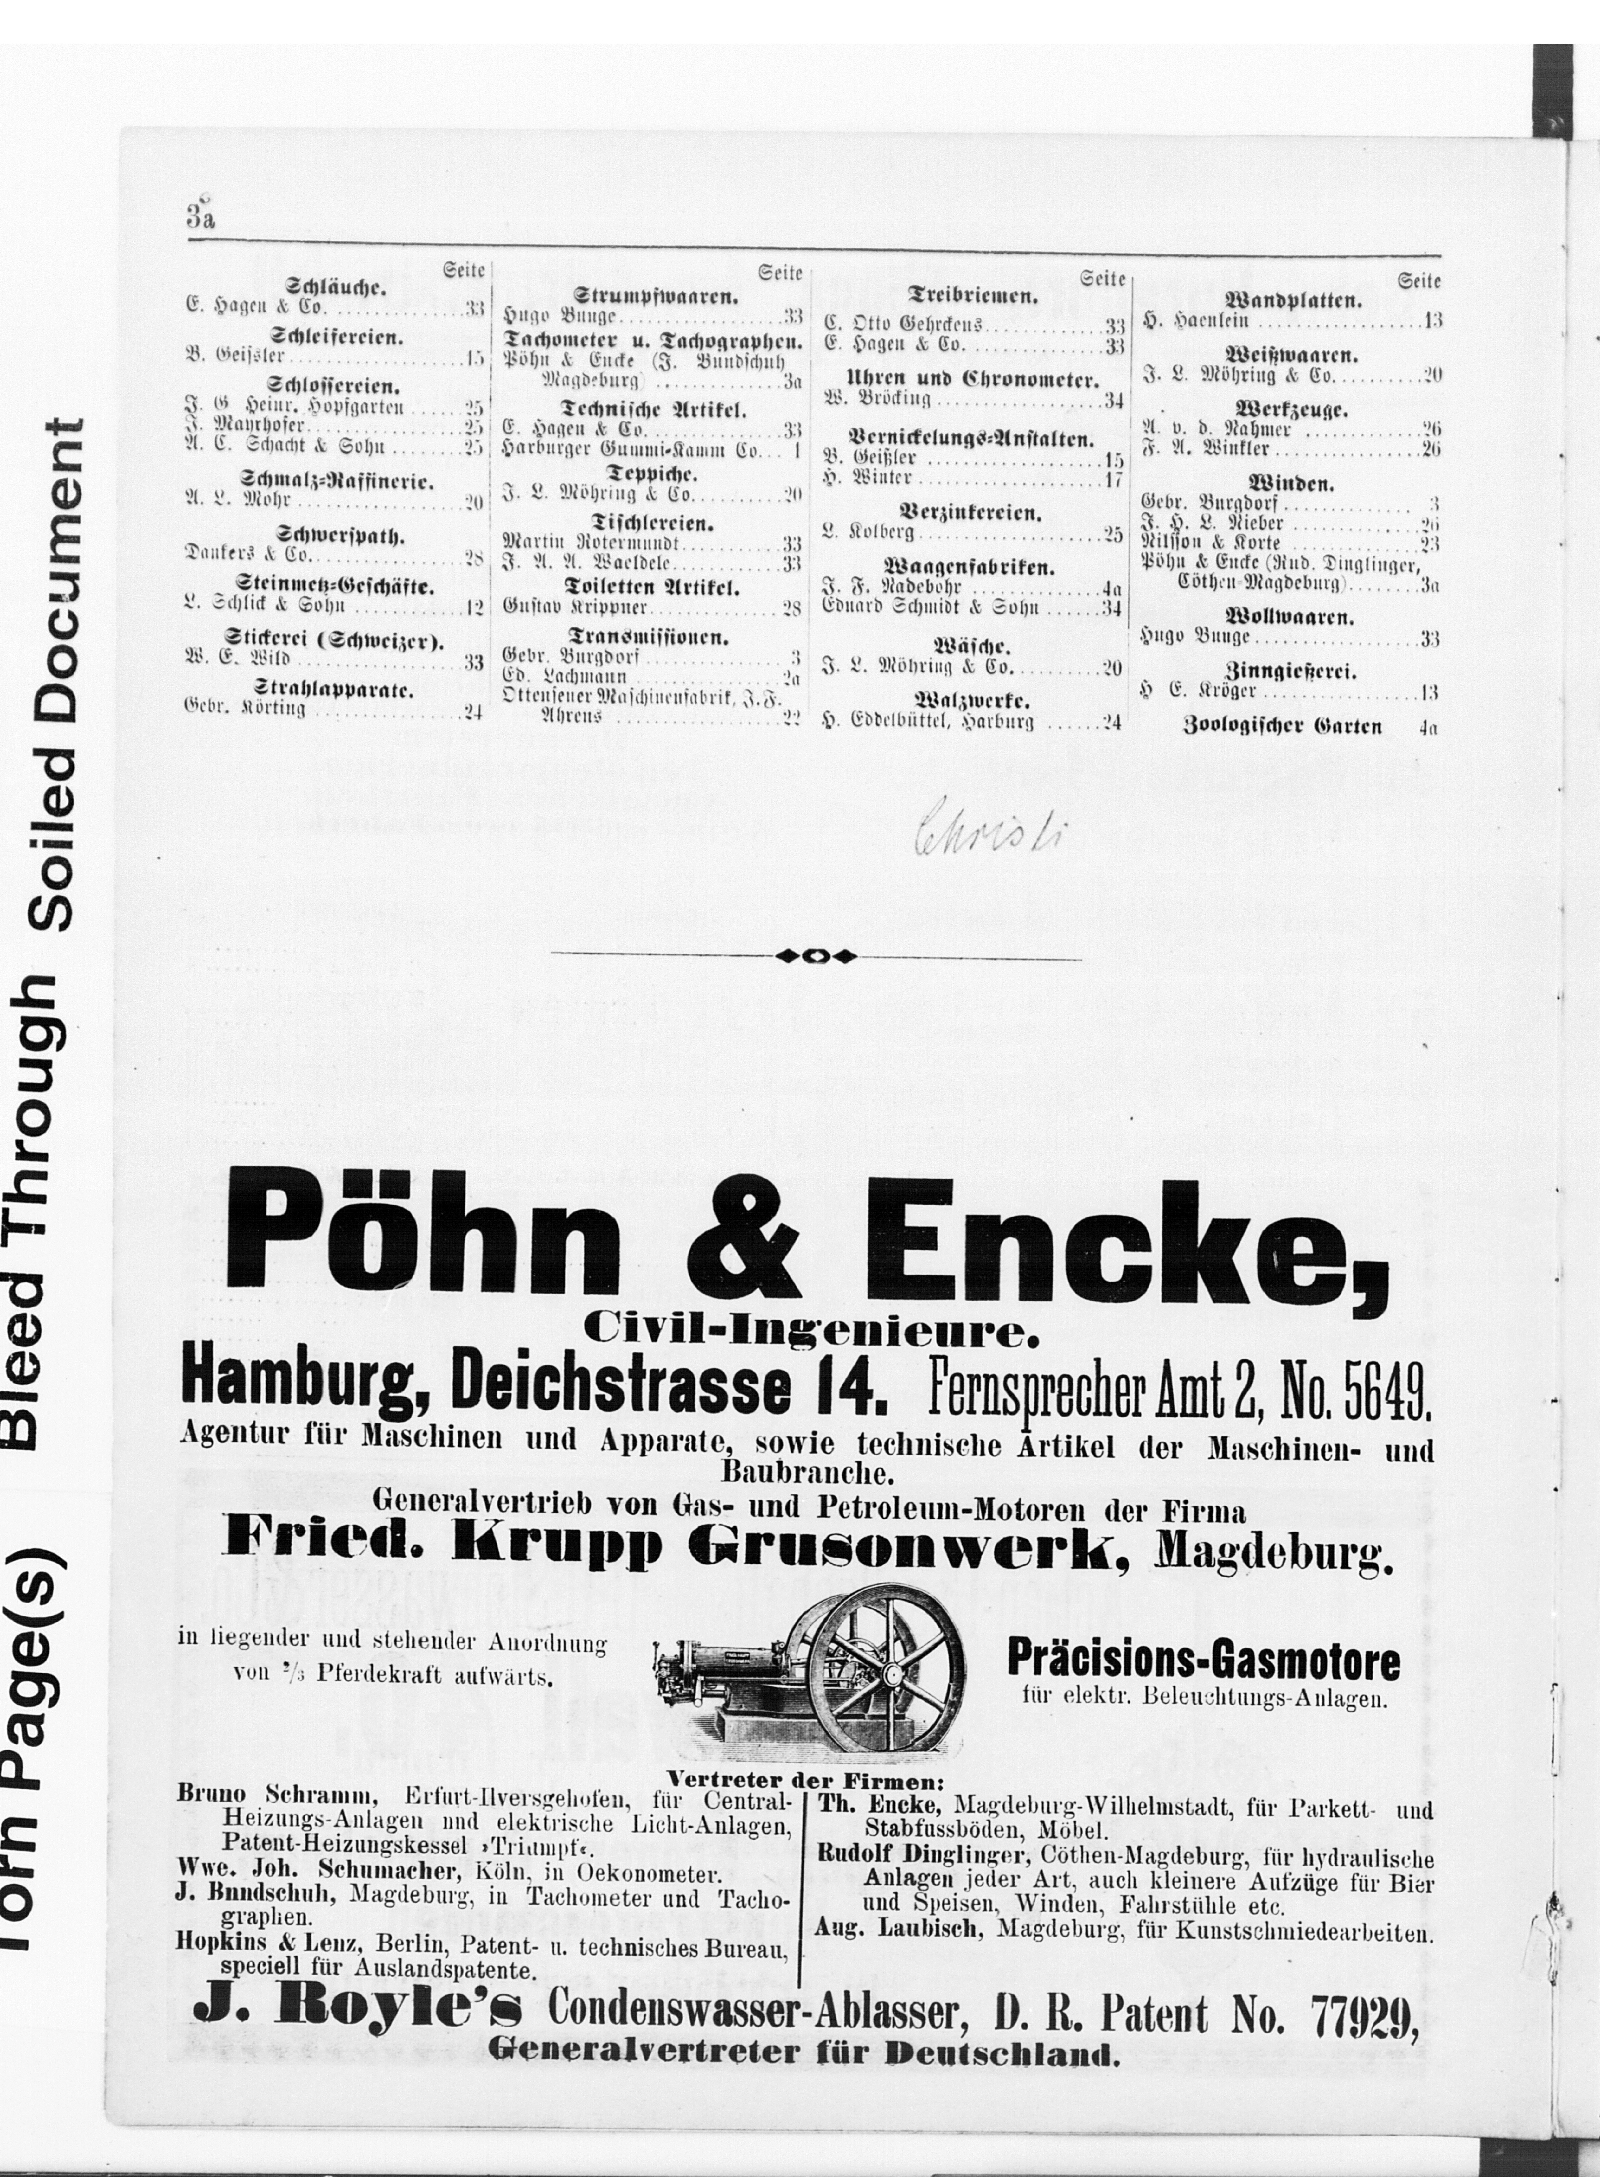 3a
Seite
Schläuche.
E. Hagen & Co. ............33
Schleifereien.
B. Geisler....................15
Schlossereien.
J. G Heinr. Hopfgarten ......25
J. Mayrhofer..................25
A. C. Schacht & Sohn ........25
Schmalz-Raffinerie.
A. L. Mohr ...................20
Schwerspath.
Dankers & Co..................28
Steinmetz-Geschäfte.
L. Schlick & Sohn ............12
Stickerei (Schweizer).
W. E. Wild ...................33
Strahlapparate.
Gebr. Körting ................24
Seite
Strumpfwaaren.
Hugo Bunge....................33
Tachometer u. Tachographen.
Pöhn & Encke (J. Bundschuh
Magdeburg) ..............3a
Technische Artikel.
E. Hagen & Co.................33
Harburger Gummi-Kamm Co... 1
Teppiche.
J. L. Möhring & Co............20
Tischlereien.
Martin Rotermundt.............33
J. A. A. Waeldele.............33
Toiletten Artikel.
Gustav Krippner...............28
Transmissionen.
Gebr. Burgdorf ............... 3
Ed. Lachmann .................2a
Ottensener Maschinenfabrik, J. F.
Ahrens ...................22
Seite
Treibriemen.
C. Otto Gehrckens.............33
E. Hagen & Co. ...............33
Uhren und Chronometer.
W. Bröcking ..................34
Vernickelungs-Anstalten.
B. Geißler ...................15
H. Winter ....................17
Verzinkereien.
L. Kolberg....................25
Waagenfabriken.
J. F. Radebohr ...............4a
Eduard Schmidt & Sohn ......34
Wäsche.
J. L. Möhring & Co............20
Walzwerke.
H. Eddelbüttel, Harburg ......24
Seite
Wandplatten.
H. Haenlein ..................13
Weißwaaren.
J. L. Möhring & Co............20
Werkzeuge.
A. v. d. Nahmer ..............26
F. A. Winkler.................26
Winden.
Gebr. Burgdorf ............... 3
J. H. L. Nieber ..............26
Nilsson & Korte ..............23
Pöhn & Encke (Rud. Dinglinger,
Cöthen-Magdeburg)........3a
Wollwaaren.
Hugo Bunge....................33
Zinngießerei.
H E. Kröger ..................13
Zoologischer Garten 4a
Christi
Pöhn & Encke,
Civil-Ingenieure.
Hamburg, Deichstrasse 14. Fernsprecher Amt 2, No. 5649.
Agentur für Maschinen und Apparate, sowie technische Artikel der Maschinen- und
Baubranche.
Generalvertrieb von Gas- und Petroleum-Motoren der Firma
Fried. Krupp Grusonwerk, Magdeburg.
in liegender und stehender Anordnung
von ⅔ Pferdekraft aufwärts.
Präcisions-Gasmotore
für elektr. Beleuchtungs-Anlagen.
Vertreter der Firmen:
Bruno Schramm, Erfurt-Ilversgehofen, für Central-
Heizungs-Anlagen und elektrische Licht-Anlagen,
Patent-Heizungskessel ›Triumpf‹.
Wwe. Joh. Schumacher, Köln, in Oekonometer.
J. Bnndschuh, Magdeburg, in Tachometer und Tacho-
graphen.
Hopkins & Lenz, Berlin, Patent- u. technisches Bureau,
speciell für Auslandspatente.
Th. Encke, Magdeburg-Wilhelmstadt, für Parkett- und
Stabfussböden, Möbel.
Rudolf Dinglinger, Cöthen-Magdeburg, für hydraulische
Anlagen jeder Art, auch kleinere Aufzüge für Bier
und Speisen, Winden, Fahrstühle etc.
Aug. Laubisch, Magdeburg, für Kunstschmiedearbeiten.
J. Royle's Condenswasser-Ablasser, D. R. Patent No. 77929,
Generalvertreter für Deutschland.
Torn Page(s) Bleed Through Soiled Document